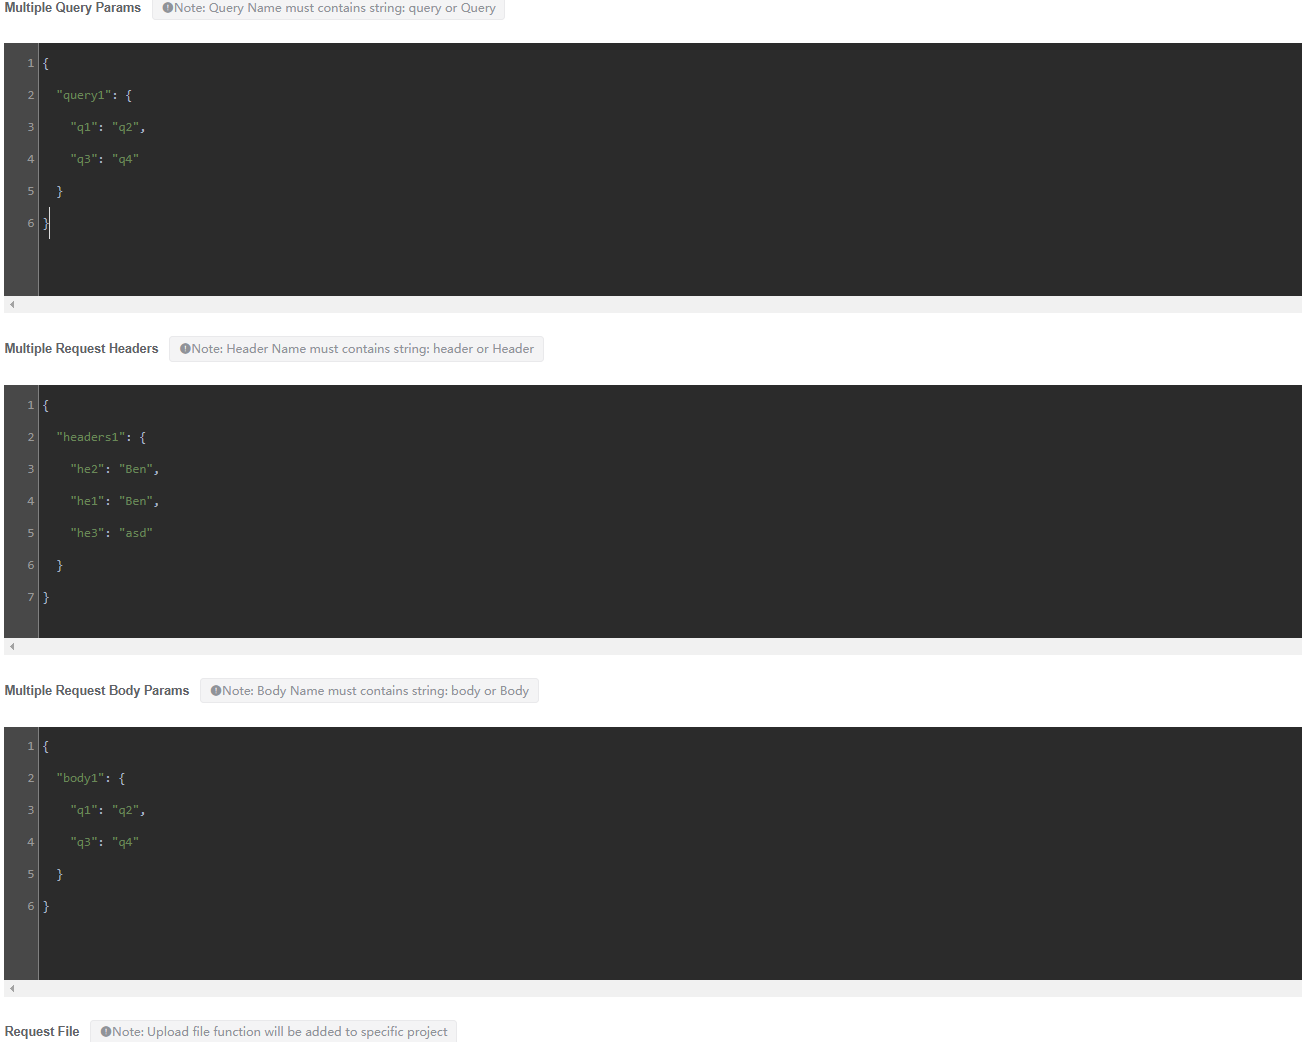 Multiple Query Params Note: Query Name must contains string: query or Query
1 {
2 "query1": {
3 "q1": "q2",
4 "q3": "q4"
5 }
6 }
Multiple Request Headers Note: Header Name must contains string: header or Header
1 {
2 "headers1": {
3 "he2": "Ben",
4 "he1": "Ben",
5 "he3": "asd"
6 }
7 }
Multiple Request Body Params Note: Body Name must contains string: body or Body
1 {
2 "body1": {
3 "q1": "q2",
4 "q3": "q4"
5 }
6 }
Request File Note: Upload file function will be added to specific project